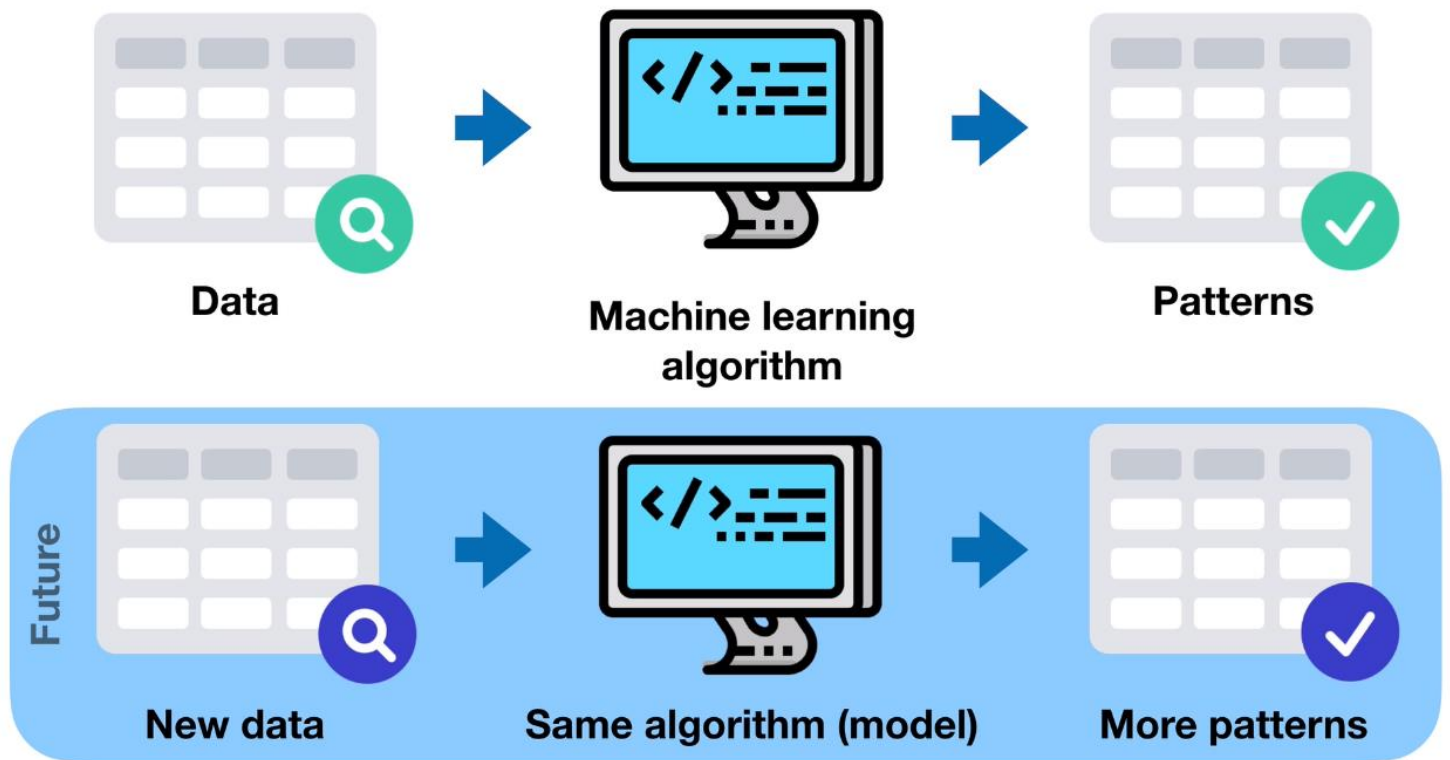 Data
Machine learning
algorithm
Patterns
Future
New data
Same algorithm (model)
More patterns